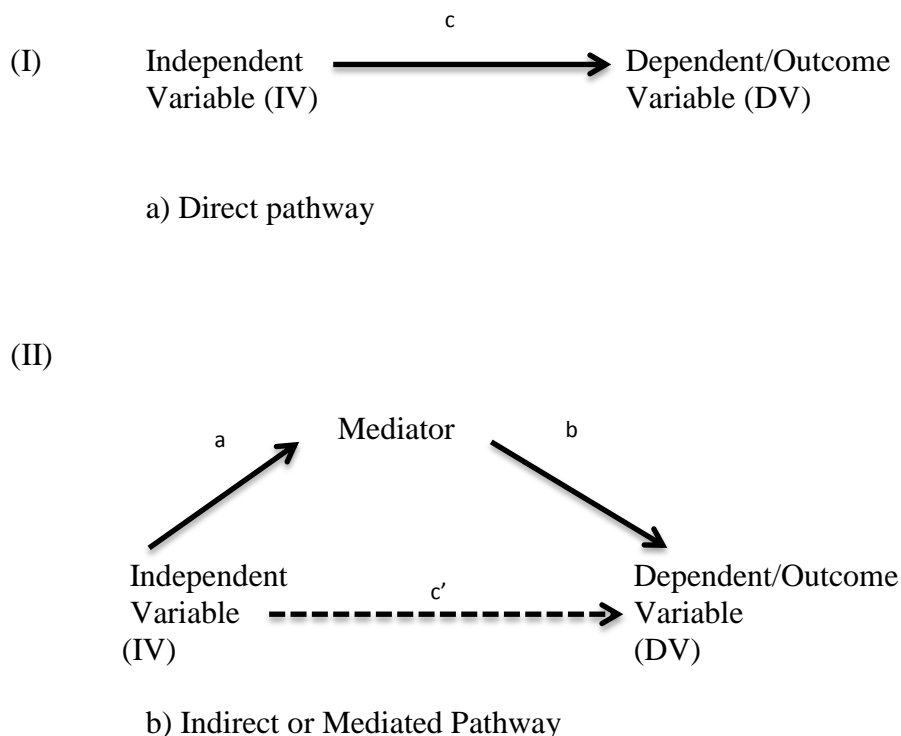 c
(I) Independent Dependent/Outcome
Variable (IV) Variable (DV)
a) Direct pathway
(II)
a Mediator b
Independent Dependent/Outcome
Variable c’ Variable
(IV) (DV)
b) Indirect or Mediated Pathway